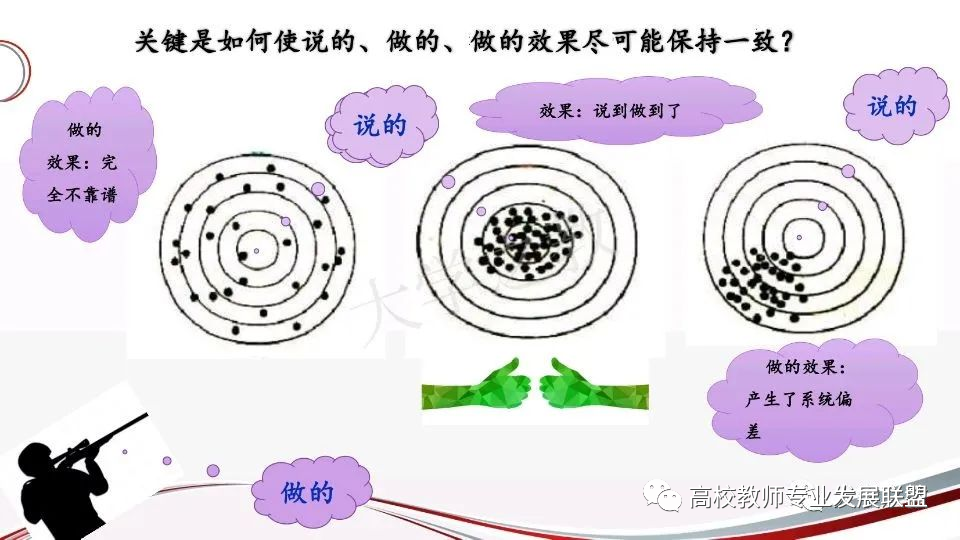 关键是如何使说的、做的、做的效果尽可能保持一致？
做的
效果：完
全不靠谱
说的
效果：说到做到了
说的
做的效果：
产生了系统偏
差
做的
高校教师专业发展联盟